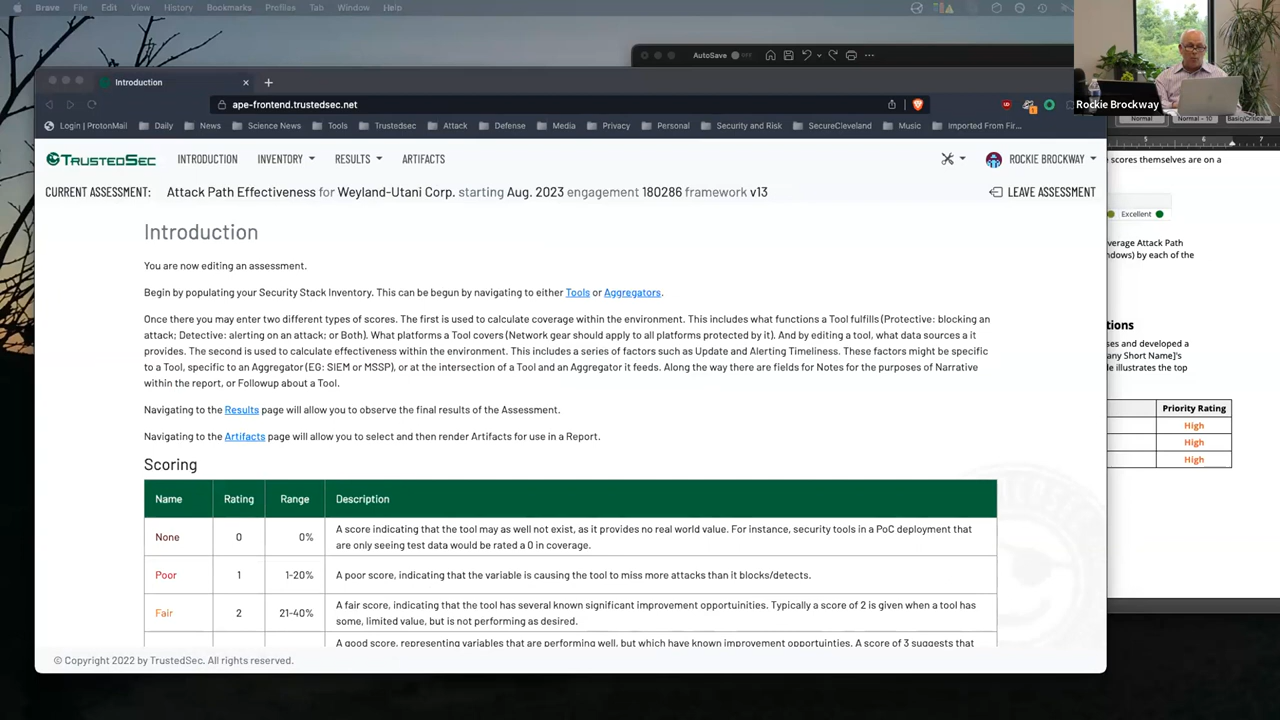 Brave File Edit View History Bookmarks Profiles Tab Window Help
AutoSave OFF
Introduction
ape-frontend.trustedsec.net
Rockie Brockway
Login | ProtonMail Daily News Science News Tools Trustedsec Attack Defense Media Privacy Personal Security and Risk SecureCleveland Music Imported From Fir...
Normal Normal – 10 Basic/Critical...
5 6 7
TRUSTEDSEC INTRODUCTION INVENTORY RESULTS ARTIFACTS ROCKIE BROCKWAY
e scores themselves are on a
CURRENT ASSESSMENT: Attack Path Effectiveness for Weyland-Utani Corp. starting Aug. 2023 engagement 180286 framework v13 LEAVE ASSESSMENT
Excellent
Introduction
verage Attack Path
ndows) by each of the
You are now editing an assessment.
Begin by populating your Security Stack Inventory. This can be begun by navigating to either Tools or Aggregators.
Once there you may enter two different types of scores. The first is used to calculate coverage within the environment. This includes what functions a Tool fulfills (Protective: blocking an
attack; Detective: alerting on an attack; or Both). What platforms a Tool covers (Network gear should apply to all platforms protected by it). And by editing a tool, what data sources a it
provides. The second is used to calculate effectiveness within the environment. This includes a series of factors such as Update and Alerting Timeliness. These factors might be specific
to a Tool, specific to an Aggregator (EG: SIEM or MSSP), or at the intersection of a Tool and an Aggregator it feeds. Along the way there are fields for Notes for the purposes of Narrative
within the report, or Followup about a Tool.
tions
ses and developed a
any Short Name]'s
le illustrates the top
Navigating to the Results page will allow you to observe the final results of the Assessment.
Navigating to the Artifacts page will allow you to select and then render Artifacts for use in a Report.
Priority Rating
High
High
High
Scoring
Name Rating Range Description
None 0 0% A score indicating that the tool may as well not exist, as it provides no real world value. For instance, security tools in a PoC deployment that
are only seeing test data would be rated a 0 in coverage.
Poor 1 1-20% A poor score, indicating that the variable is causing the tool to miss more attacks than it blocks/detects.
Fair 2 21-40% A fair score, indicating that the tool has several known significant improvement opportuinities. Typically a score of 2 is given when a tool has
some, limited value, but is not performing as desired.
A good score, representing variables that are performing well, but which have known improvement opportunities. A score of 3 suggests that
© Copyright 2022 by TrustedSec. All rights reserved.